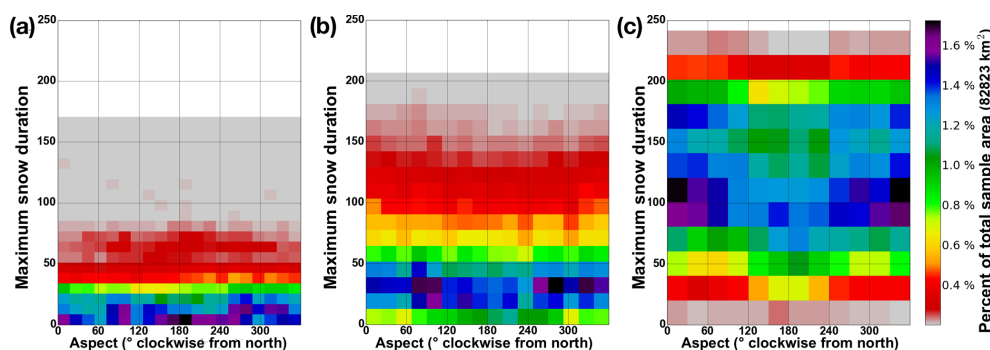 (a)
250
200
150
100
50
0
0 60 120 180 240 300
Maximum snow duration
Aspect (° clockwise from north)
(b)
250
200
150
100
50
0
0 60 120 180 240 300
Maximum snow duration
Aspect (° clockwise from north)
(c)
250
200
150
100
50
0
0 60 120 180 240 300
Maximum snow duration
Aspect (° clockwise from north)
1.6 %
1.4 %
1.2 %
1.0 %
0.8 %
0.6 %
0.4 %
Percent of total sample area (82823 km²)